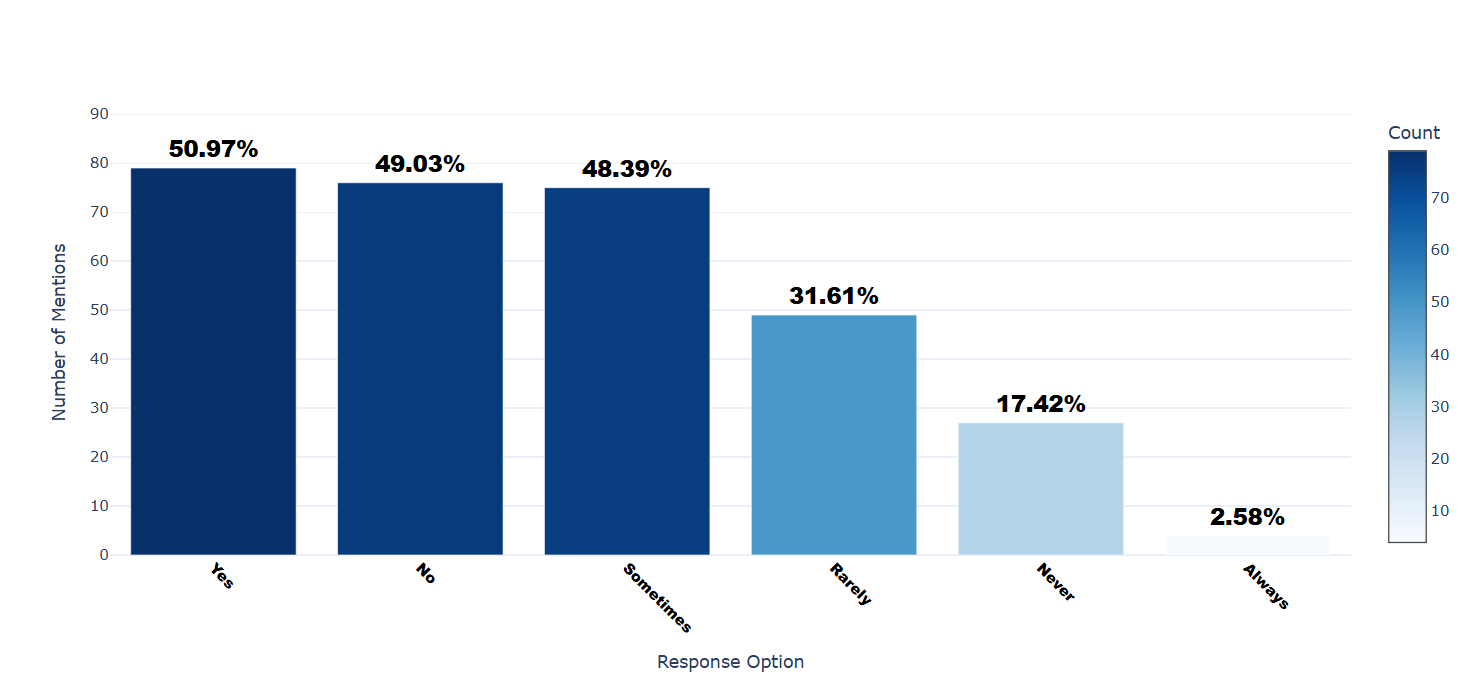 90
80
70
60
50
40
30
20
10
0
Number of Mentions
50.97%
49.03%
48.39%
31.61%
17.42%
2.58%
Yes
No
Sometimes
Rarely
Never
Always
Response Option
Count
70
60
50
40
30
20
10